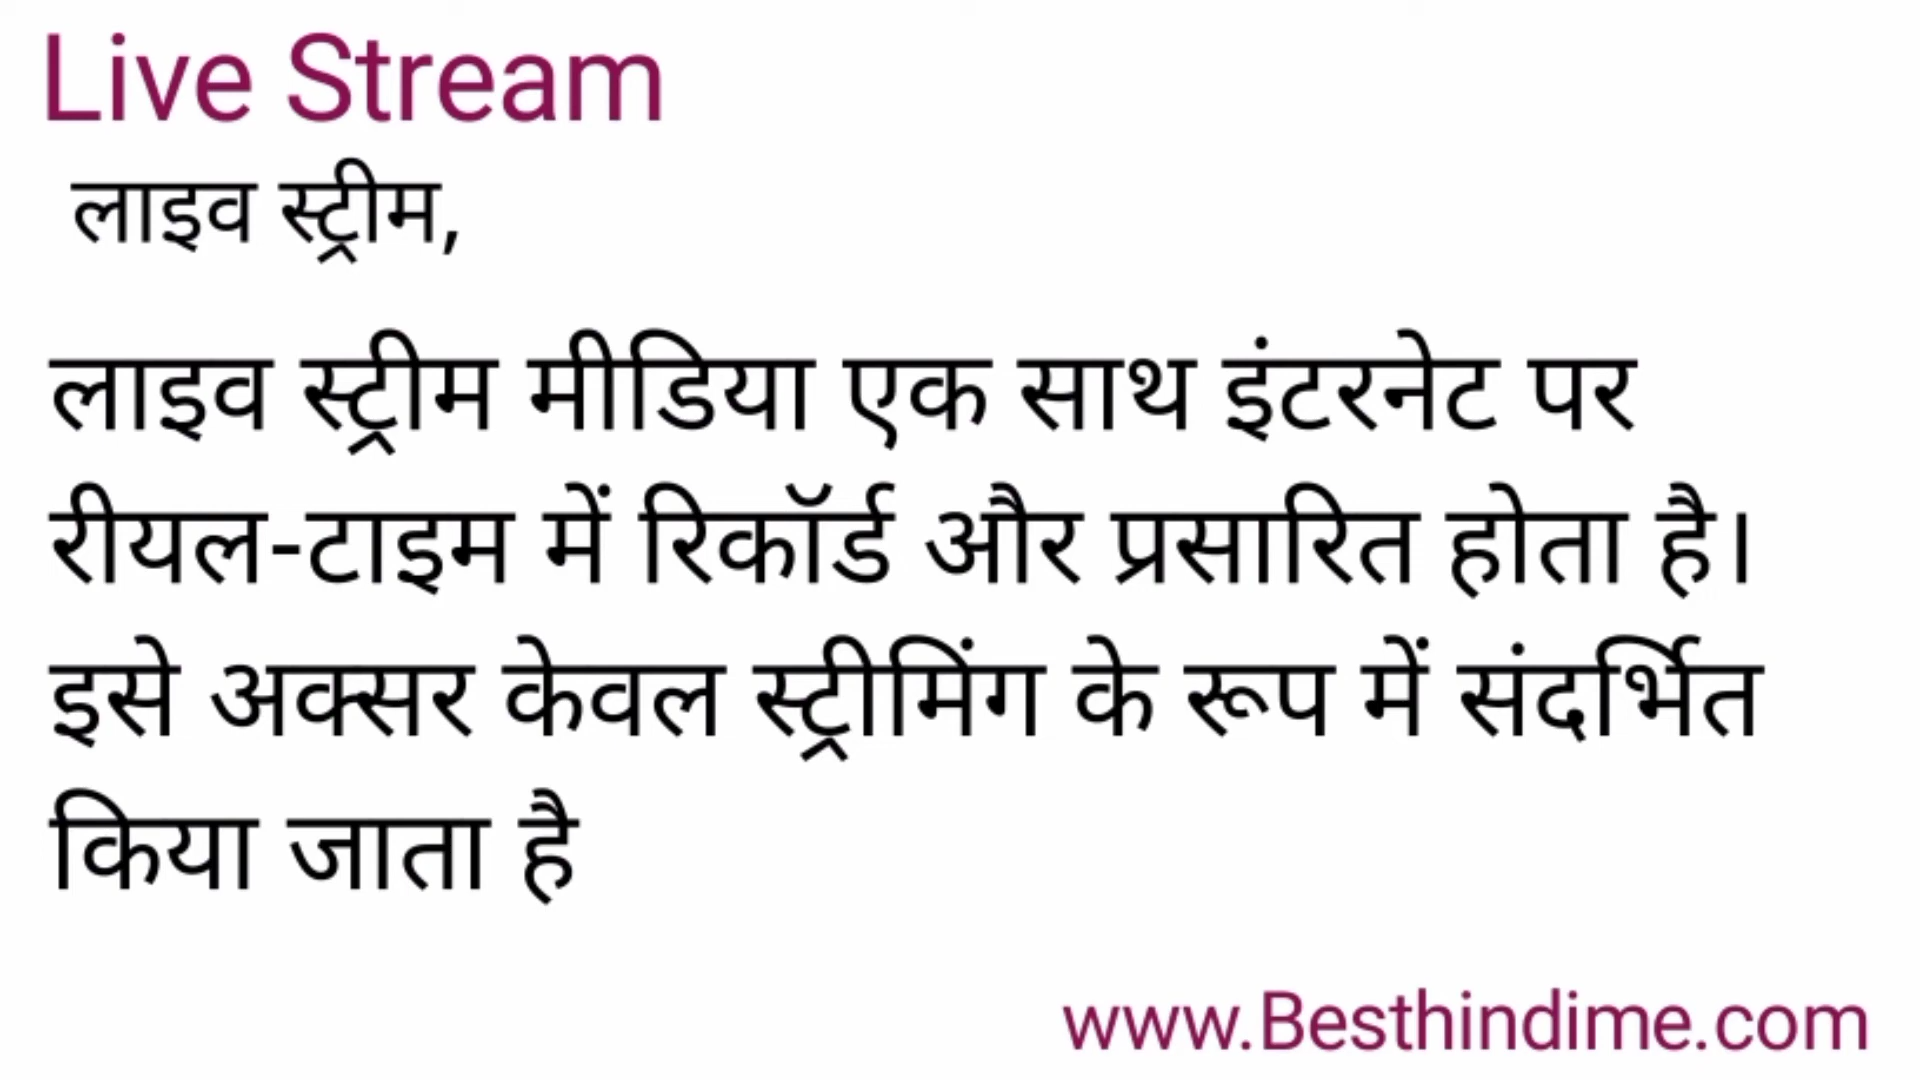 Live Stream
लाइव स्ट्रीम,
लाइव स्ट्रीम मीडिया एक साथ इंटरनेट पर
रीयल-टाइम में रिकॉर्ड और प्रसारित होता है।
इसे अक्सर केवल स्ट्रीमिंग के रूप में संदर्भित
किया जाता है
www.Besthindime.com